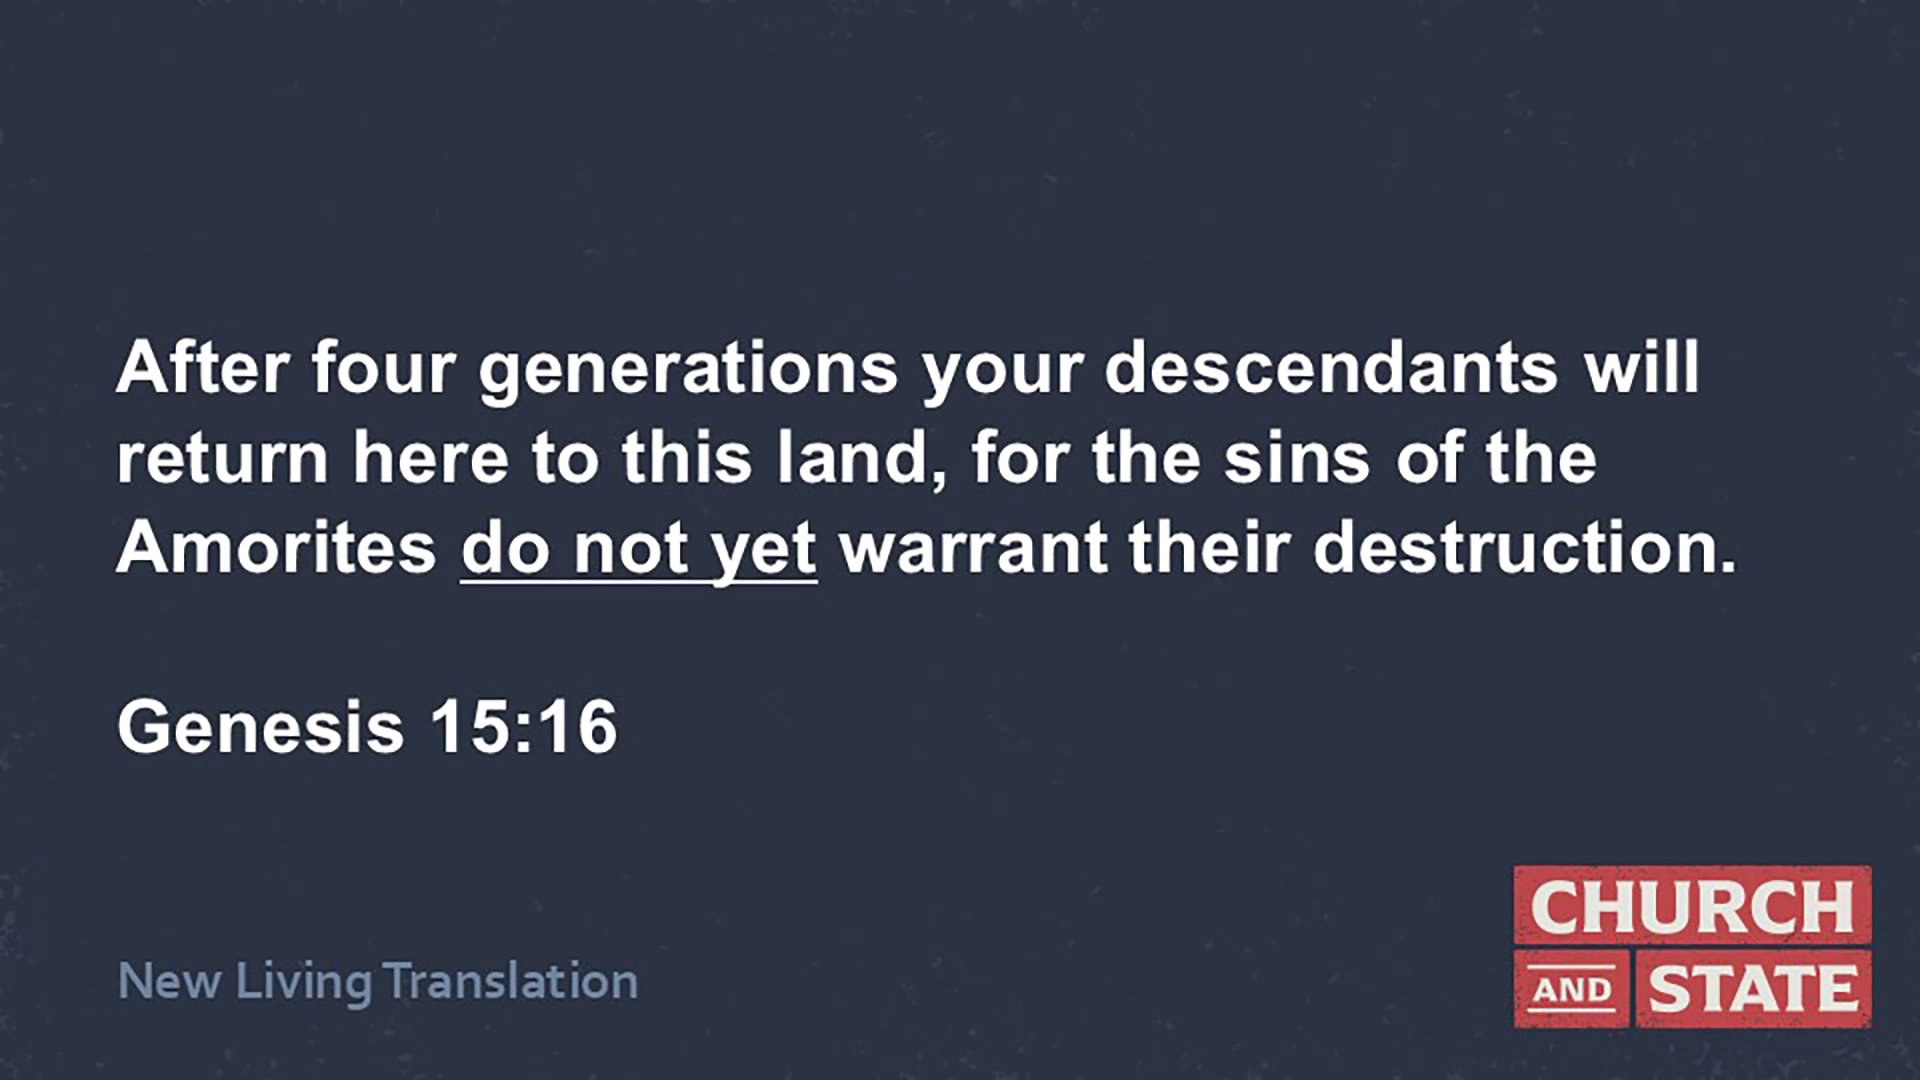 After four generations your descendants will
return here to this land, for the sins of the
Amorites do not yet warrant their destruction.
Genesis 15:16
New Living Translation
CHURCH
AND STATE